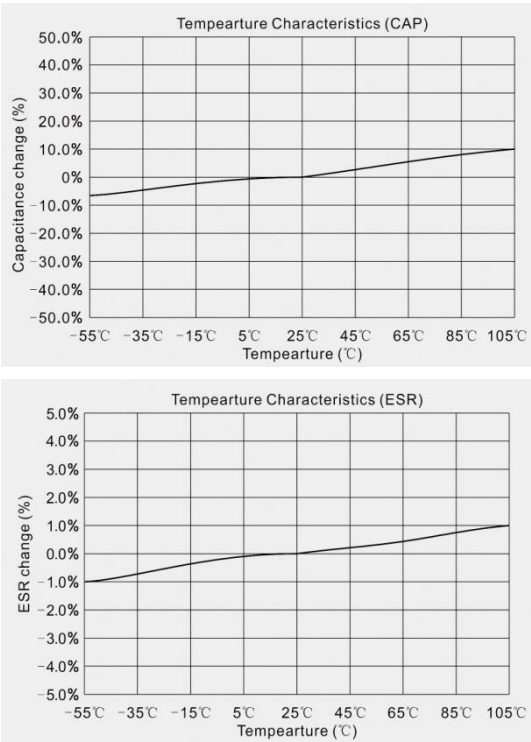 Tempearture Characteristics (CAP)
50.0%
40.0%
30.0%
20.0%
10.0%
0%
-10.0%
-20.0%
-30.0%
-40.0%
-50.0%
Capacitance change (%)
-55℃ -35℃ -15℃ 5℃ 25℃ 45℃ 65℃ 85℃ 105℃
Tempearture (℃)
Tempearture Characteristics (ESR)
5.0%
4.0%
3.0%
2.0%
1.0%
0.0%
-1.0%
-2.0%
-3.0%
-4.0%
-5.0%
ESR change (%)
-55℃ -35℃ -15℃ 5℃ 25℃ 45℃ 65℃ 85℃ 105℃
Tempearture (℃)